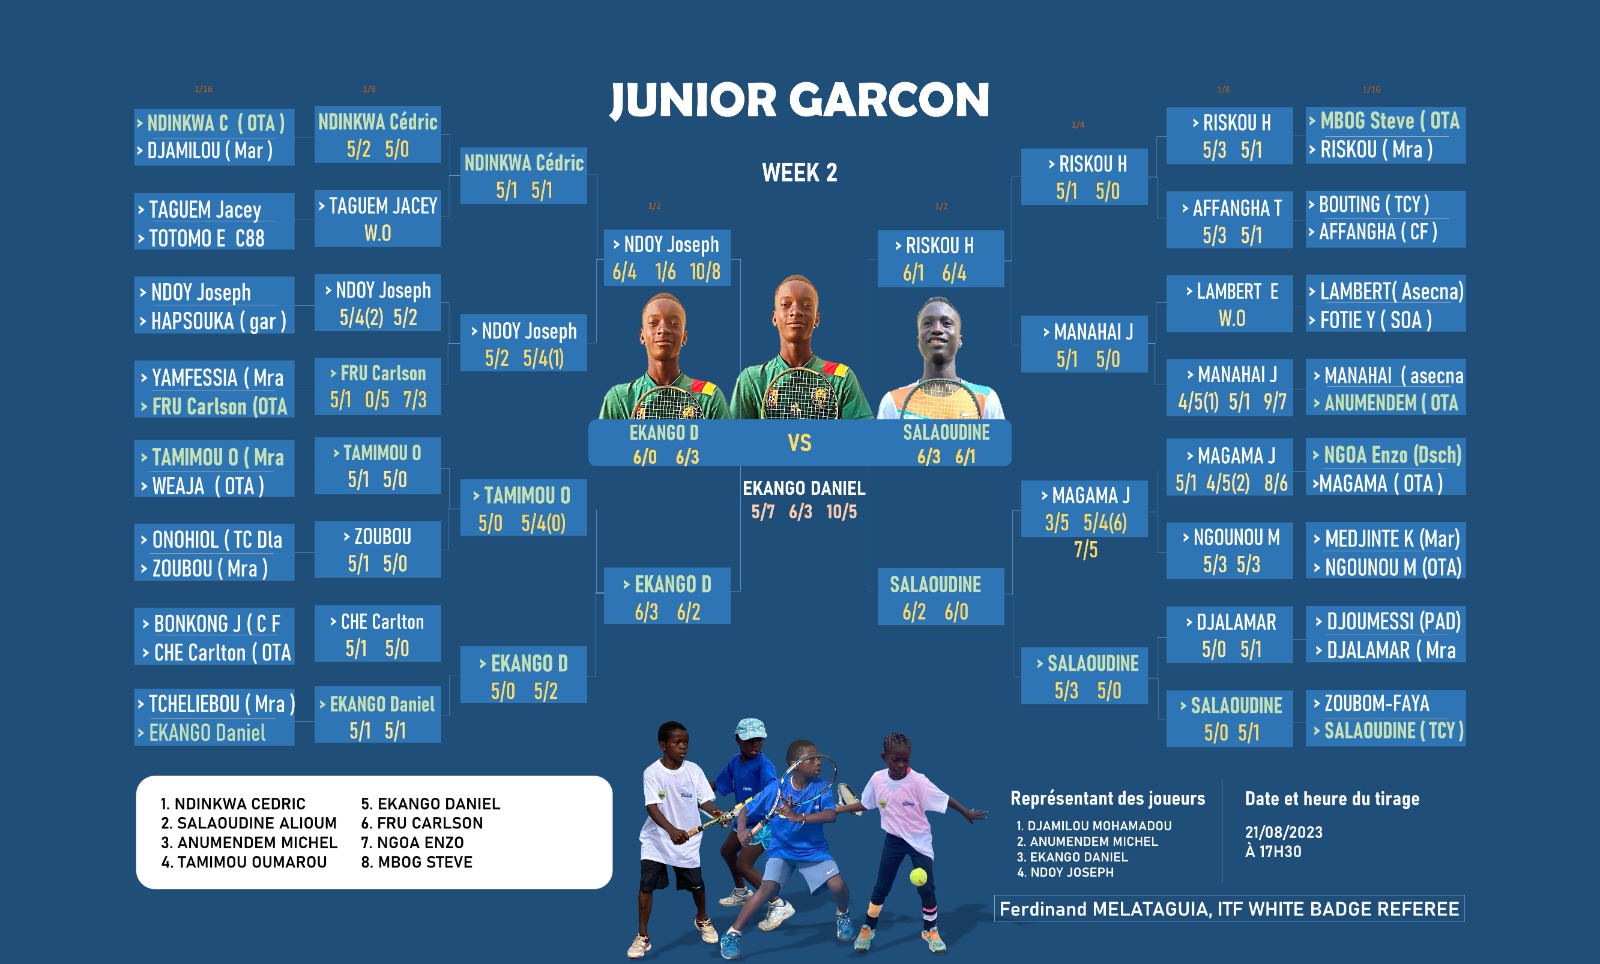 JUNIOR GARCON
WEEK 2
1/16
> NDINKWA C ( OTA )
> DJAMILOU ( Mar )
> TAGUEM Jacey
> TOTOMO E C88
> NDOY Joseph
> HAPSOUKA ( gar )
> YAMFESSIA ( Mra
> FRU Carlson (OTA
> TAMIMOU O ( Mra
> WEAJA ( OTA )
> ONOHIOL ( TC Dla
> ZOUBOU ( Mra )
> BONKONG J ( C F
> CHE Carlton ( OTA
> TCHELIEBOU ( Mra )
> EKANGO Daniel
1/8
NDINKWA Cédric
5/2 5/0
> TAGUEM JACEY
W.O
> NDOY Joseph
5/4(2) 5/2
> FRU Carlson
5/1 0/5 7/3
> TAMIMOU O
5/1 5/0
> ZOUBOU
5/1 5/0
> CHE Carlton
5/1 5/0
> EKANGO Daniel
5/1 5/1
NDINKWA Cédric
5/1 5/1
> NDOY Joseph
5/2 5/4(1)
> TAMIMOU O
5/0 5/4(0)
> EKANGO D
5/0 5/2
1/2
> NDOY Joseph
6/4 1/6 10/8
> EKANGO D
6/3 6/2
EKANGO D
6/0 6/3
VS
SALAOUDINE
6/3 6/1
EKANGO DANIEL
5/7 6/3 10/5
1/2
> RISKOU H
6/1 6/4
SALAOUDINE
6/2 6/0
1/4
> RISKOU H
5/1 5/0
> MANAHAI J
5/1 5/0
> MAGAMA J
3/5 5/4(6)
7/5
> SALAOUDINE
5/3 5/0
1/8
> RISKOU H
5/3 5/1
> AFFANGHA T
5/3 5/1
> LAMBERT E
W.O
> MANAHAI J
4/5(1) 5/1 9/7
> MAGAMA J
5/1 4/5(2) 8/6
> NGOUNOU M
5/3 5/3
> DJALAMAR
5/0 5/1
> SALAOUDINE
5/0 5/1
1/16
> MBOG Steve ( OTA
> RISKOU ( Mra )
> BOUTING ( TCY )
> AFFANGHA ( CF )
> LAMBERT( Asecna)
> FOTIE Y ( SOA )
> MANAHAI ( asecna
> ANUMENDEM ( OTA
> NGOA Enzo (Dsch)
>MAGAMA ( OTA )
> MEDJINTE K (Mar)
> NGOUNOU M (OTA)
> DJOUMESSI (PAD)
> DJALAMAR ( Mra
> ZOUBOM-FAYA
> SALAOUDINE ( TCY )
1. NDINKWA CEDRIC
2. SALAOUDINE ALIOUM
3. ANUMENDEM MICHEL
4. TAMIMOU OUMAROU
5. EKANGO DANIEL
6. FRU CARLSON
7. NGOA ENZO
8. MBOG STEVE
Représentant des joueurs
1. DJAMILOU MOHAMADOU
2. ANUMENDEM MICHEL
3. EKANGO DANIEL
4. NDOY JOSEPH
Date et heure du tirage
21/08/2023
À 17H30
Ferdinand MELATAGUIA, ITF WHITE BADGE REFEREE